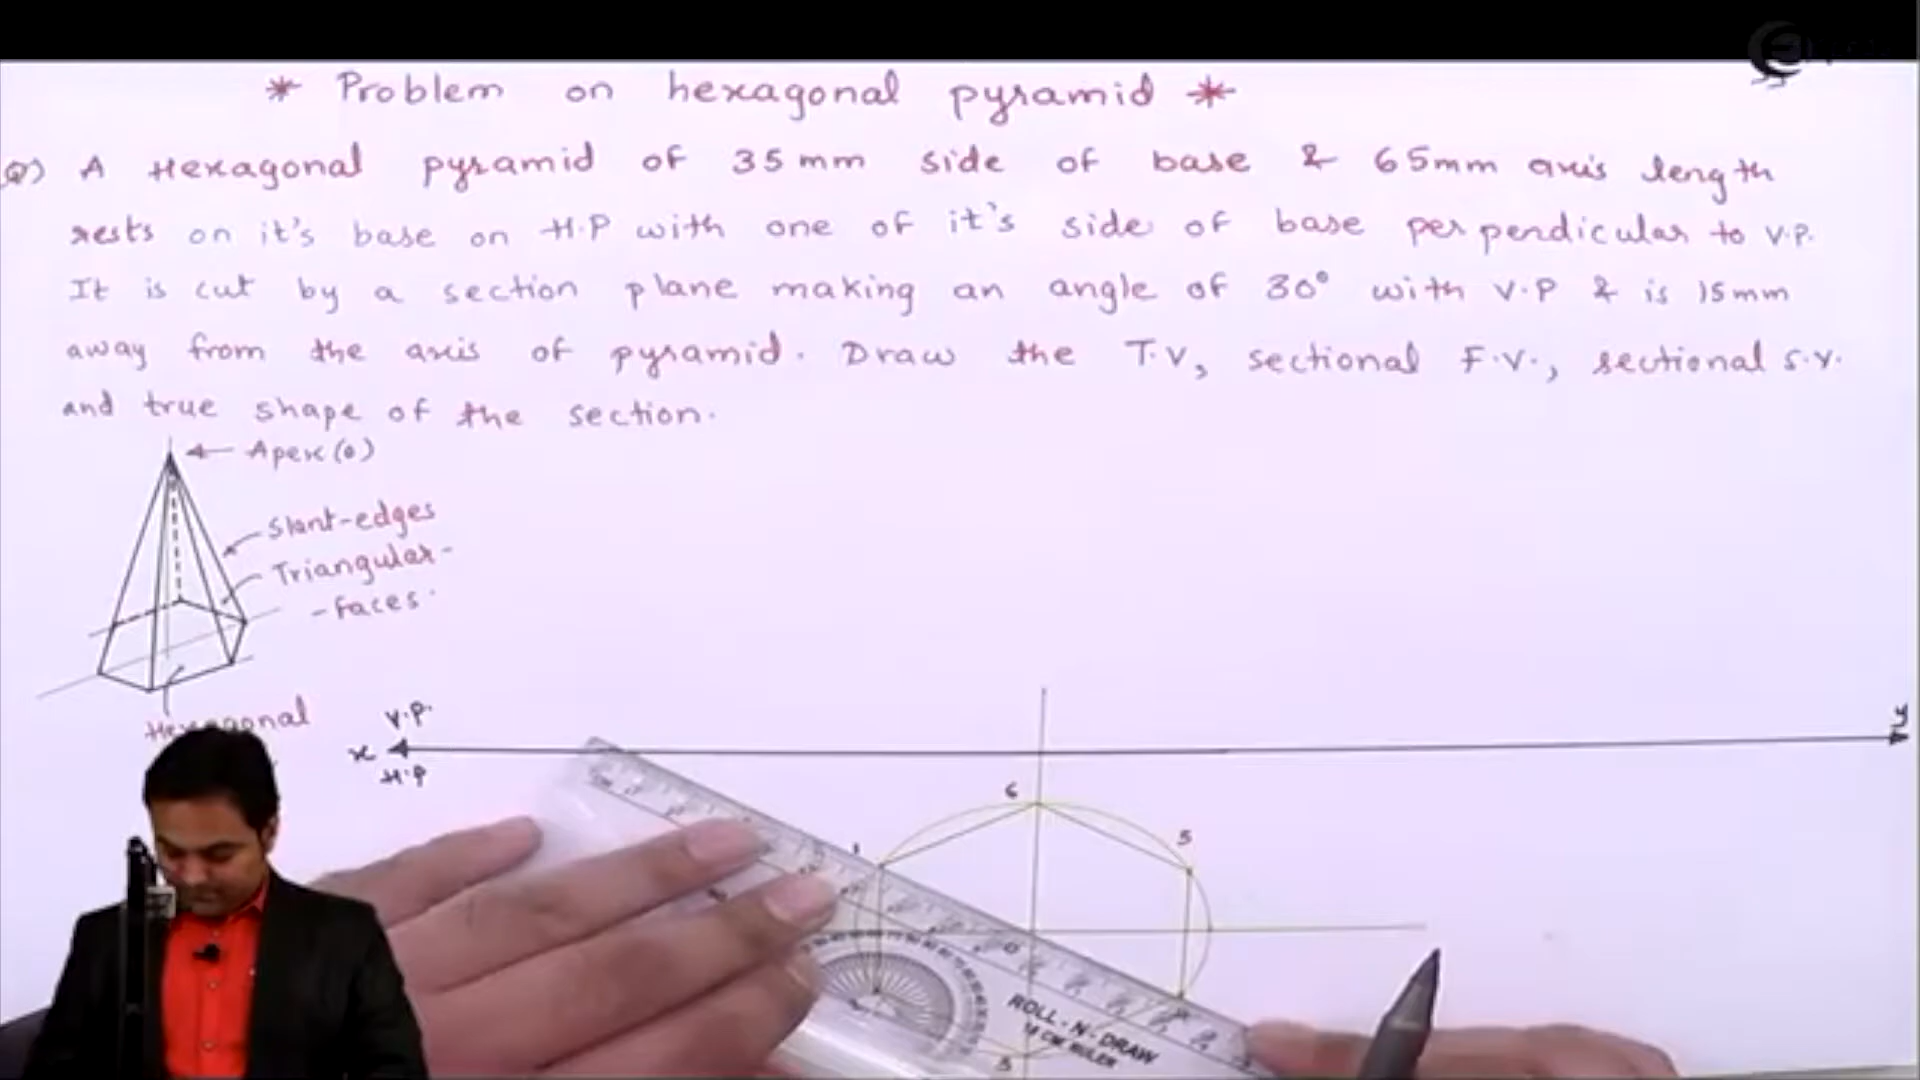 * Problem on hexagonal pyramid *
Q) A Hexagonal pyramid of 35mm side of base & 65mm axis length
rests on it's base on H.P with one of it's side of base perpendicular to V.P.
It is cut by a section plane making an angle of 30° with V.P & is 15mm
away from the axis of pyramid. Draw the T.V, sectional F.V., sectional S.V.
and true shape of the section.
Apex (o)
Slant-edges
Triangular-
-faces.
V.P.
x
H.P
y
6
5
1
o
3
ROLL-N-DRAW